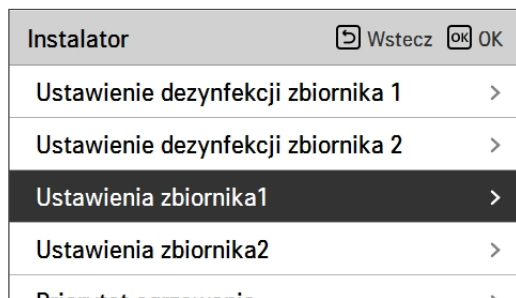 Instalator Wstecz OK OK
Ustawienie dezynfekcji zbiornika 1
Ustawienie dezynfekcji zbiornika 2
Ustawienia zbiornika1
Ustawienia zbiornika2